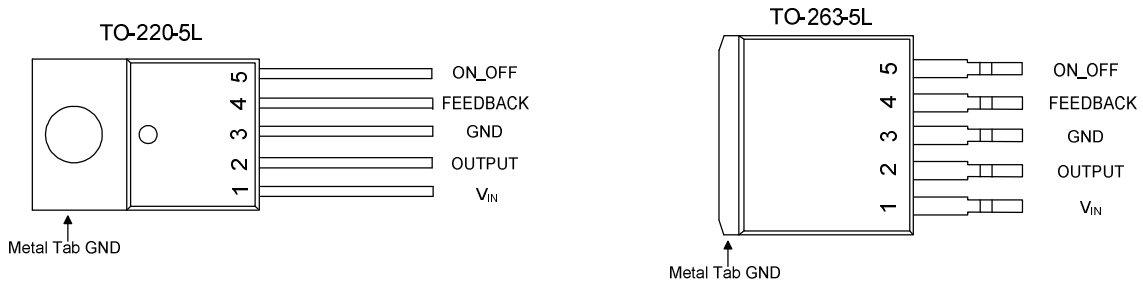 TO-220-5L
5 ON_OFF
4 FEEDBACK
3 GND
2 OUTPUT
1 VIN
Metal Tab GND
TO-263-5L
5 ON_OFF
4 FEEDBACK
3 GND
2 OUTPUT
1 VIN
Metal Tab GND